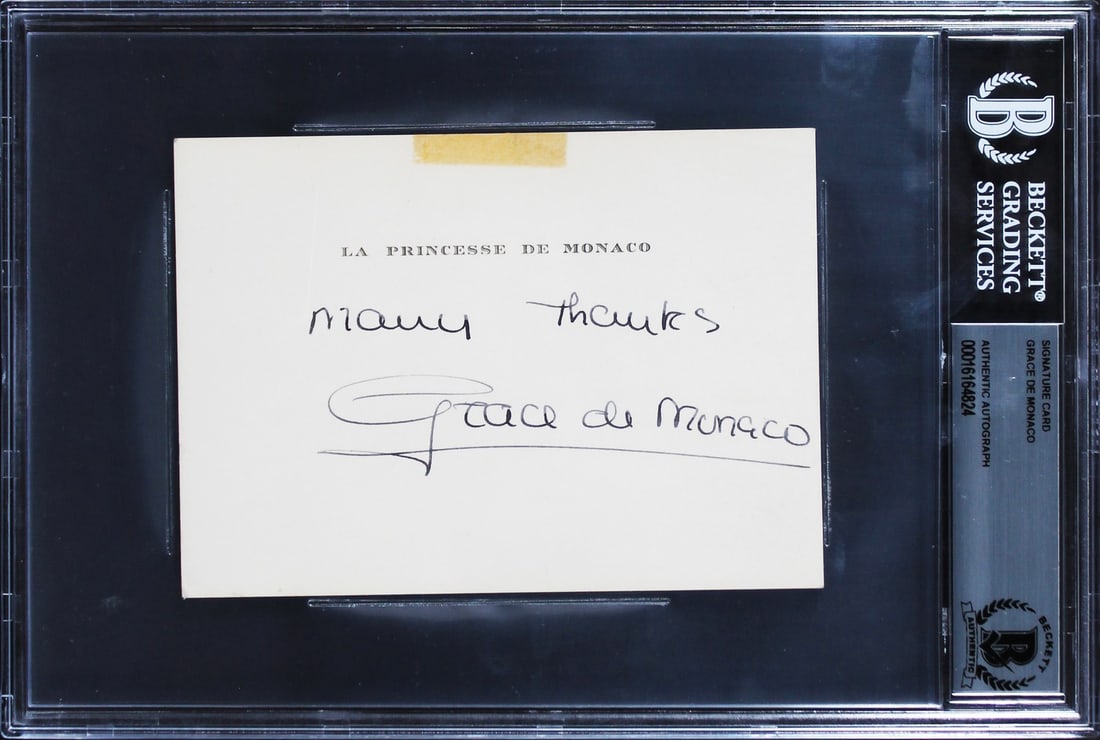 LA PRINCESSE DE MONACO
Many Thanks
Grace de Monaco
B
BECKETT®
GRADING
SERVICES
SIGNATURE CARD
GRACE DE MONACO
AUTHENTIC AUTOGRAPH
00016164824
BECKETT
B
AUTHENTIC